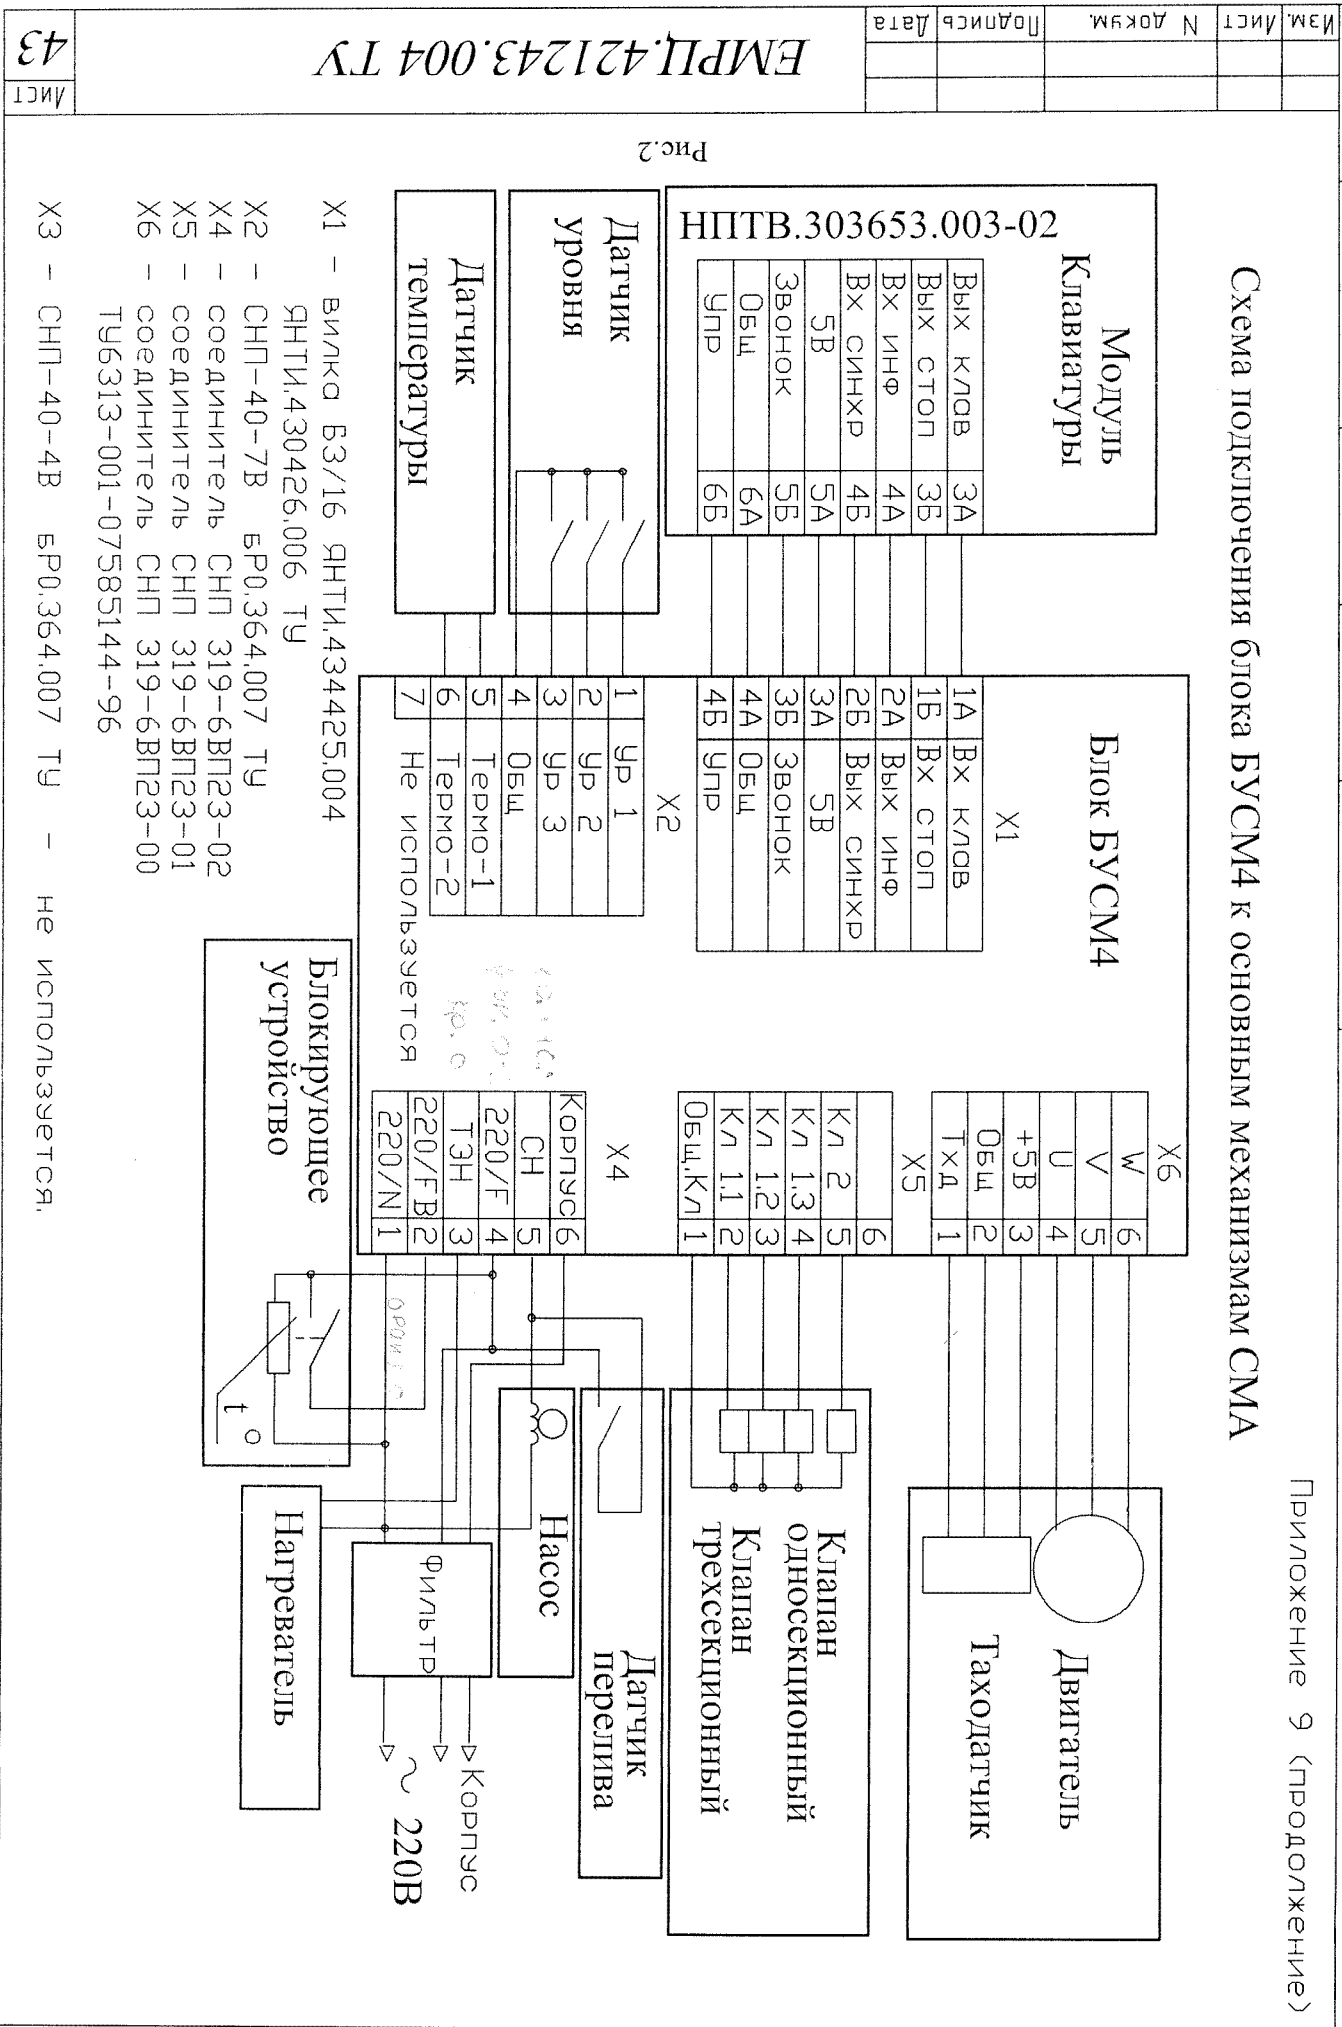 Приложение 9 (продолжение)
Схема подключения блока БУСМ4 к основным механизмам СМА
Модуль
Клавиатуры
НПТВ.303653.003-02
Вых клав 3А
Вых стоп 3Б
Вх инф 4А
Вх синхр 4Б
5В 5А
Звонок 5Б
Общ 6А
Упр 6Б
Датчик
уровня
Датчик
температуры
Блок БУСМ4
X1
1А Вх клав
1Б Вх стоп
2А Вых инф
2Б Вых синхр
3А 5В
3Б Звонок
4А Общ
4Б Упр
X2
1 Ур 1
2 Ур 2
3 Ур 3
4 Общ
5 Термо-1
6 Термо-2
7 Не используется
X6
W 6
V 5
U 4
+5В 3
Общ 2
Тхд 1
X5
6
Кл 2 5
Кл 1.3 4
Кл 1.2 3
Кл 1.1 2
Общ.Кл 1
X4
Корпус 6
СН 5
220/F 4
ТЭН 3
220/FB 2
220/N 1
Двигатель
Таходатчик
Клапан
односекционный
Клапан
трехсекционный
Датчик
перелива
Насос
Фильтр
Корпус
~ 220В
Нагреватель
Блокирующее
устройство
t°
X1 - вилка Б3/16 ЯНТИ.434425.004
ЯНТИ.430426.006 ТУ
X2 - СНП-40-7В бР0.364.007 ТУ
X4 - соединитель СНП 319-6ВП23-02
X5 - соединитель СНП 319-6ВП23-01
X6 - соединитель СНП 319-6ВП23-00
ТУ6313-001-07585144-96
X3 - СНП-40-4В бР0.364.007 ТУ - не используется.
Рис.2
Изм. Лист N докум. Подпись Дата
ЕМРЦ.421243.004 ТУ
Лист
43